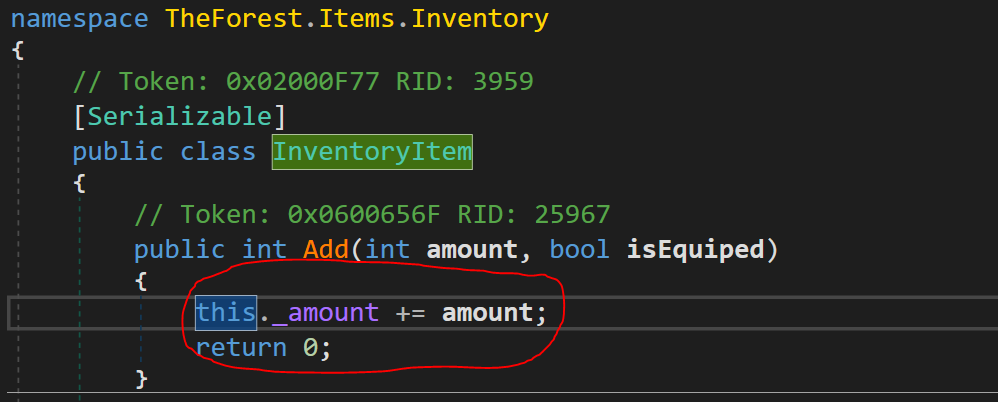 namespace TheForest.Items.Inventory
{
// Token: 0x02000F77 RID: 3959
[Serializable]
public class InventoryItem
{
// Token: 0x0600656F RID: 25967
public int Add(int amount, bool isEquiped)
{
this._amount += amount;
return 0;
}